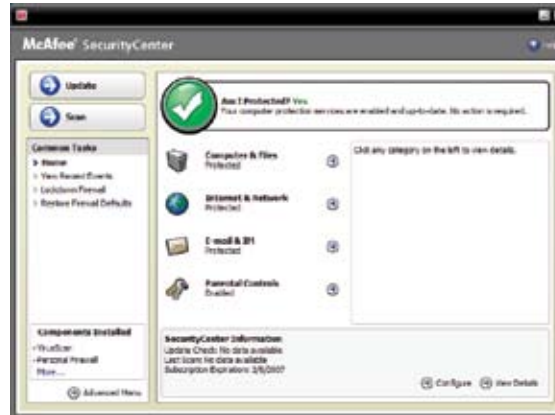 McAfee® SecurityCenter
Update
Scan
Am I Protected? Yes
Your computer protection services are enabled and up-to-date. No action is required.
Common Tasks
Home
View Recent Events
Lockdown Firewall
Restore Firewall Defaults
Computer & Files
Protected
Internet & Network
Protected
E-mail & IM
Protected
Parental Controls
Enabled
Click any category on the left to view details.
Components Installed
-VirusScan
-Personal Firewall
More...
Advanced Menu
SecurityCenter Information
Update Check: No data available
Last Scan: No data available
Subscription Expiration: 2/8/2007
Configure
View Details